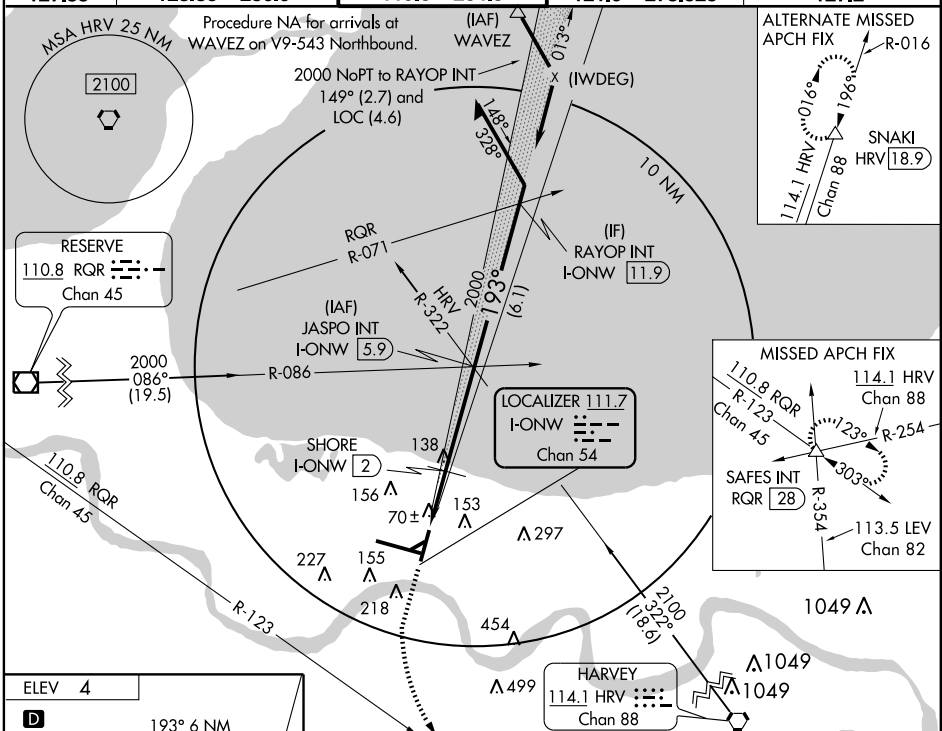 Procedure NA for arrivals at
WAVEZ on V9-543 Northbound.
MSA HRV 25 NM
2100
2000 NoPT to RAYOP INT
149° (2.7) and
LOC (4.6)
(IAF)
WAVEZ
013°
(IWDEG)
148°
328°
10 NM
ALTERNATE MISSED
APCH FIX
R-016
016°
196°
SNAKI
HRV 18.9
114.1 HRV
Chan 88
RQR
R-071
(IF)
RAYOP INT
I-ONW 11.9
RESERVE
110.8 RQR
Chan 45
HRV
R-322
2000
193°
(6.1)
(IAF)
JASPO INT
I-ONW 5.9
2000
086°
(19.5)
R-086
LOCALIZER 111.7
I-ONW
Chan 54
MISSED APCH FIX
110.8 RQR
R-123
Chan 45
114.1 HRV
Chan 88
123°
R-254
303°
SAFES INT
RQR 28
R-354
113.5 LEV
Chan 82
SHORE
I-ONW 2
138
156
70±
153
297
227
155
218
454
499
110.8 RQR
Chan 45
R-123
2100
322°
(18.6)
1049
1049
1049
HARVEY
114.1 HRV
Chan 88
ELEV 4
D
193° 6 NM